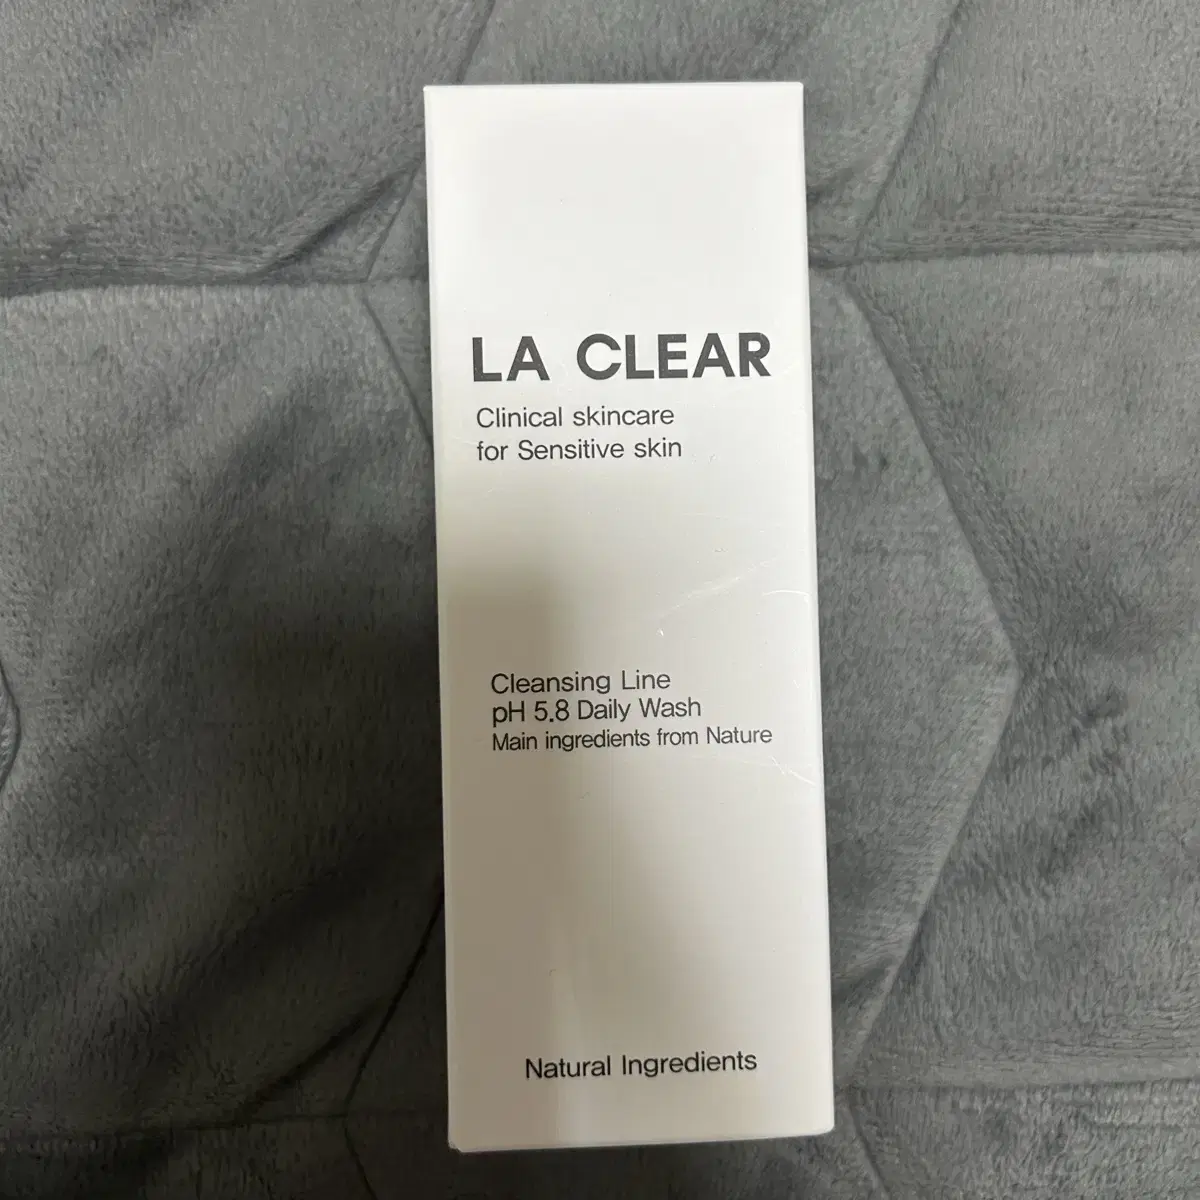 LA CLEAR
Clinical skincare
for Sensitive skin
Cleansing Line
pH 5.8 Daily Wash
Main ingredients from Nature
Natural Ingredients